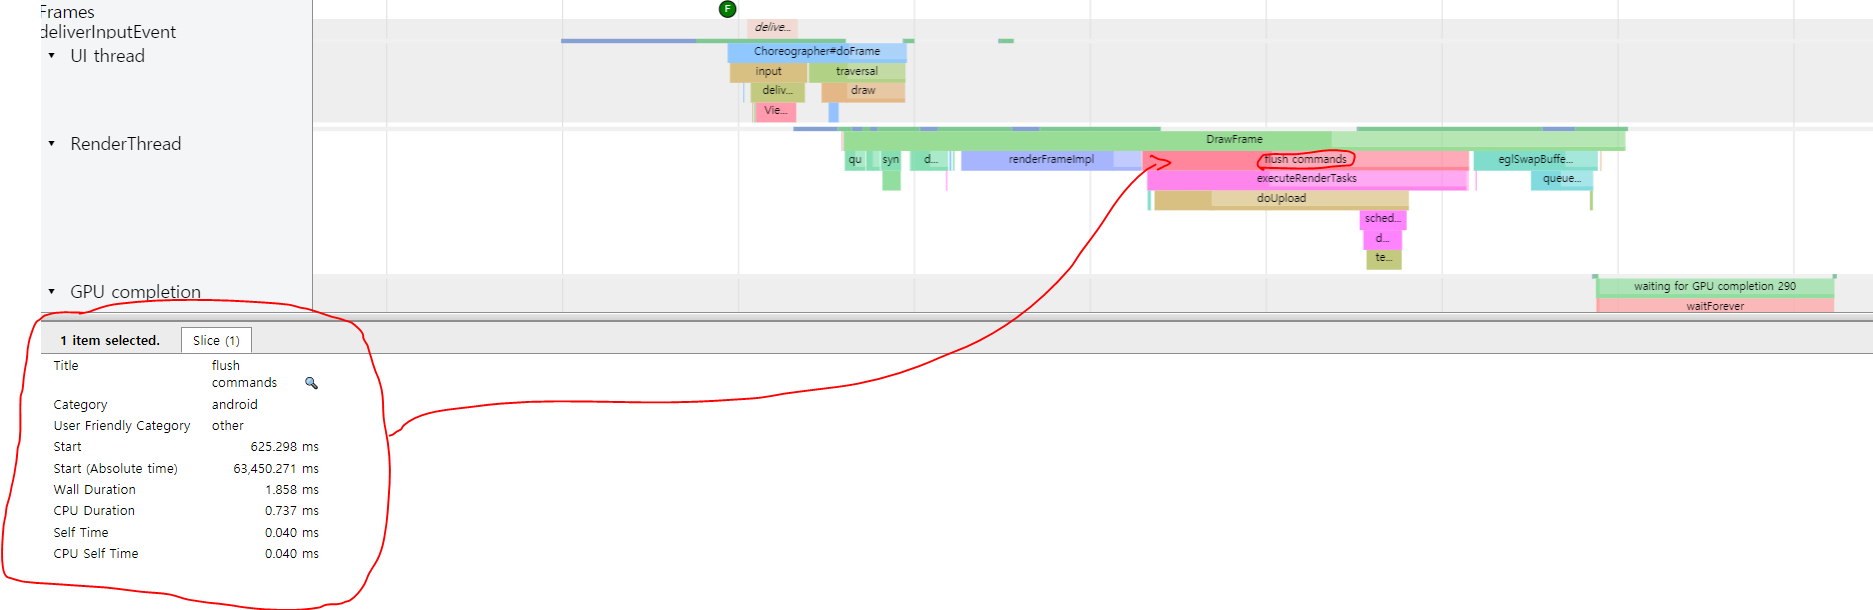 Frames
F
deliverInputEvent
delive...
UI thread
Choreographer#doFrame
input traversal
deliv... draw
Vie...
RenderThread
DrawFrame
qu syn d... renderFrameImpl flush commands eglSwapBuffe...
executeRenderTasks queue...
doUpload
sched...
d...
te...
GPU completion
waiting for GPU completion 290
waitForever
1 item selected. Slice (1)
Title flush
commands
Category android
User Friendly Category other
Start 625.298 ms
Start (Absolute time) 63,450.271 ms
Wall Duration 1.858 ms
CPU Duration 0.737 ms
Self Time 0.040 ms
CPU Self Time 0.040 ms